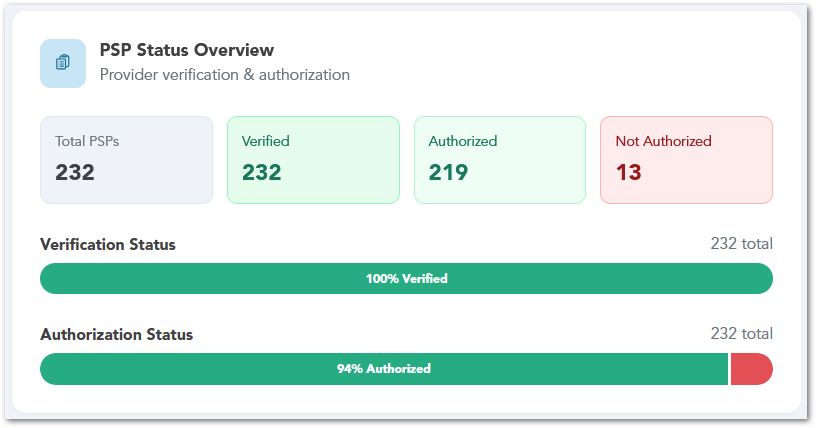 PSP Status Overview
Provider verification & authorization
Total PSPs
232
Verified
232
Authorized
219
Not Authorized
13
Verification Status
232 total
100% Verified
Authorization Status
232 total
94% Authorized